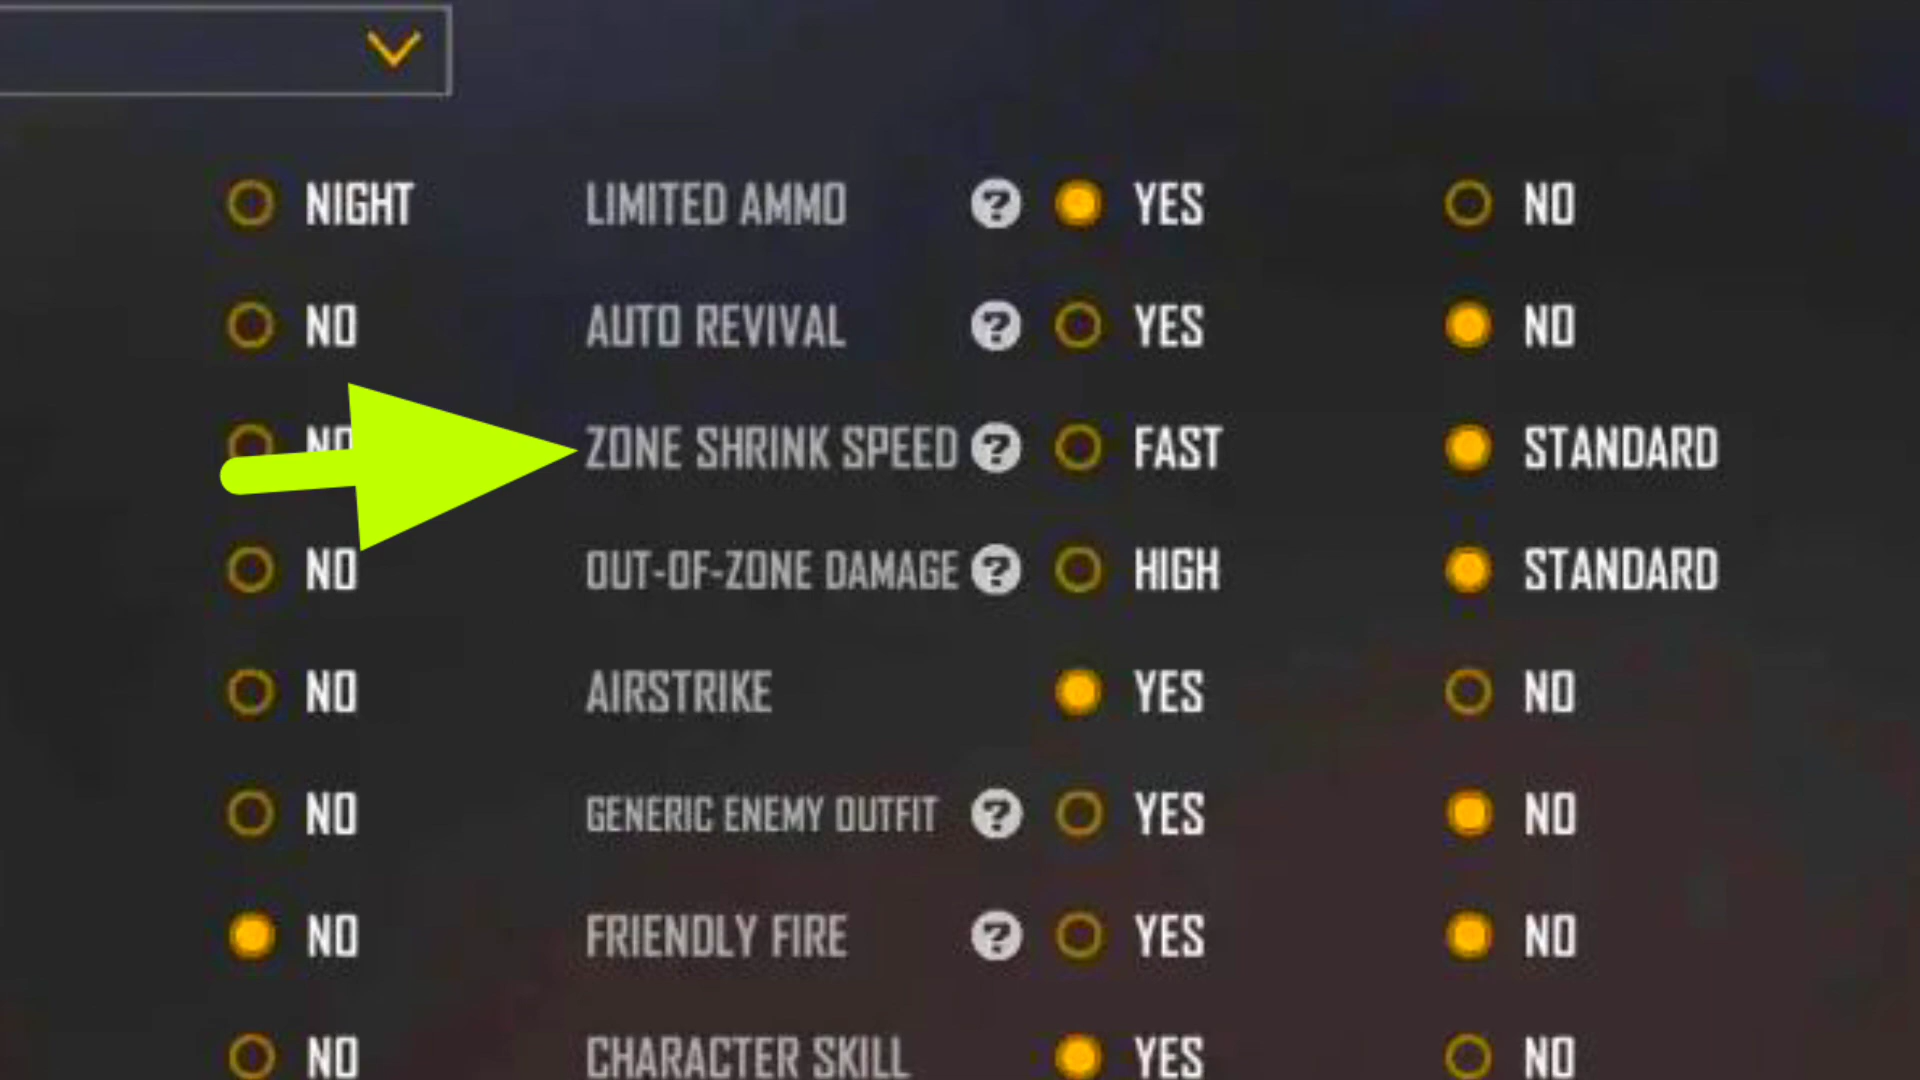 NIGHT LIMITED AMMO ? YES NO
NO AUTO REVIVAL ? YES NO
NO ZONE SHRINK SPEED ? FAST STANDARD
NO OUT-OF-ZONE DAMAGE ? HIGH STANDARD
NO AIRSTRIKE YES NO
NO GENERIC ENEMY OUTFIT ? YES NO
NO FRIENDLY FIRE ? YES NO
NO CHARACTER SKILL YES NO